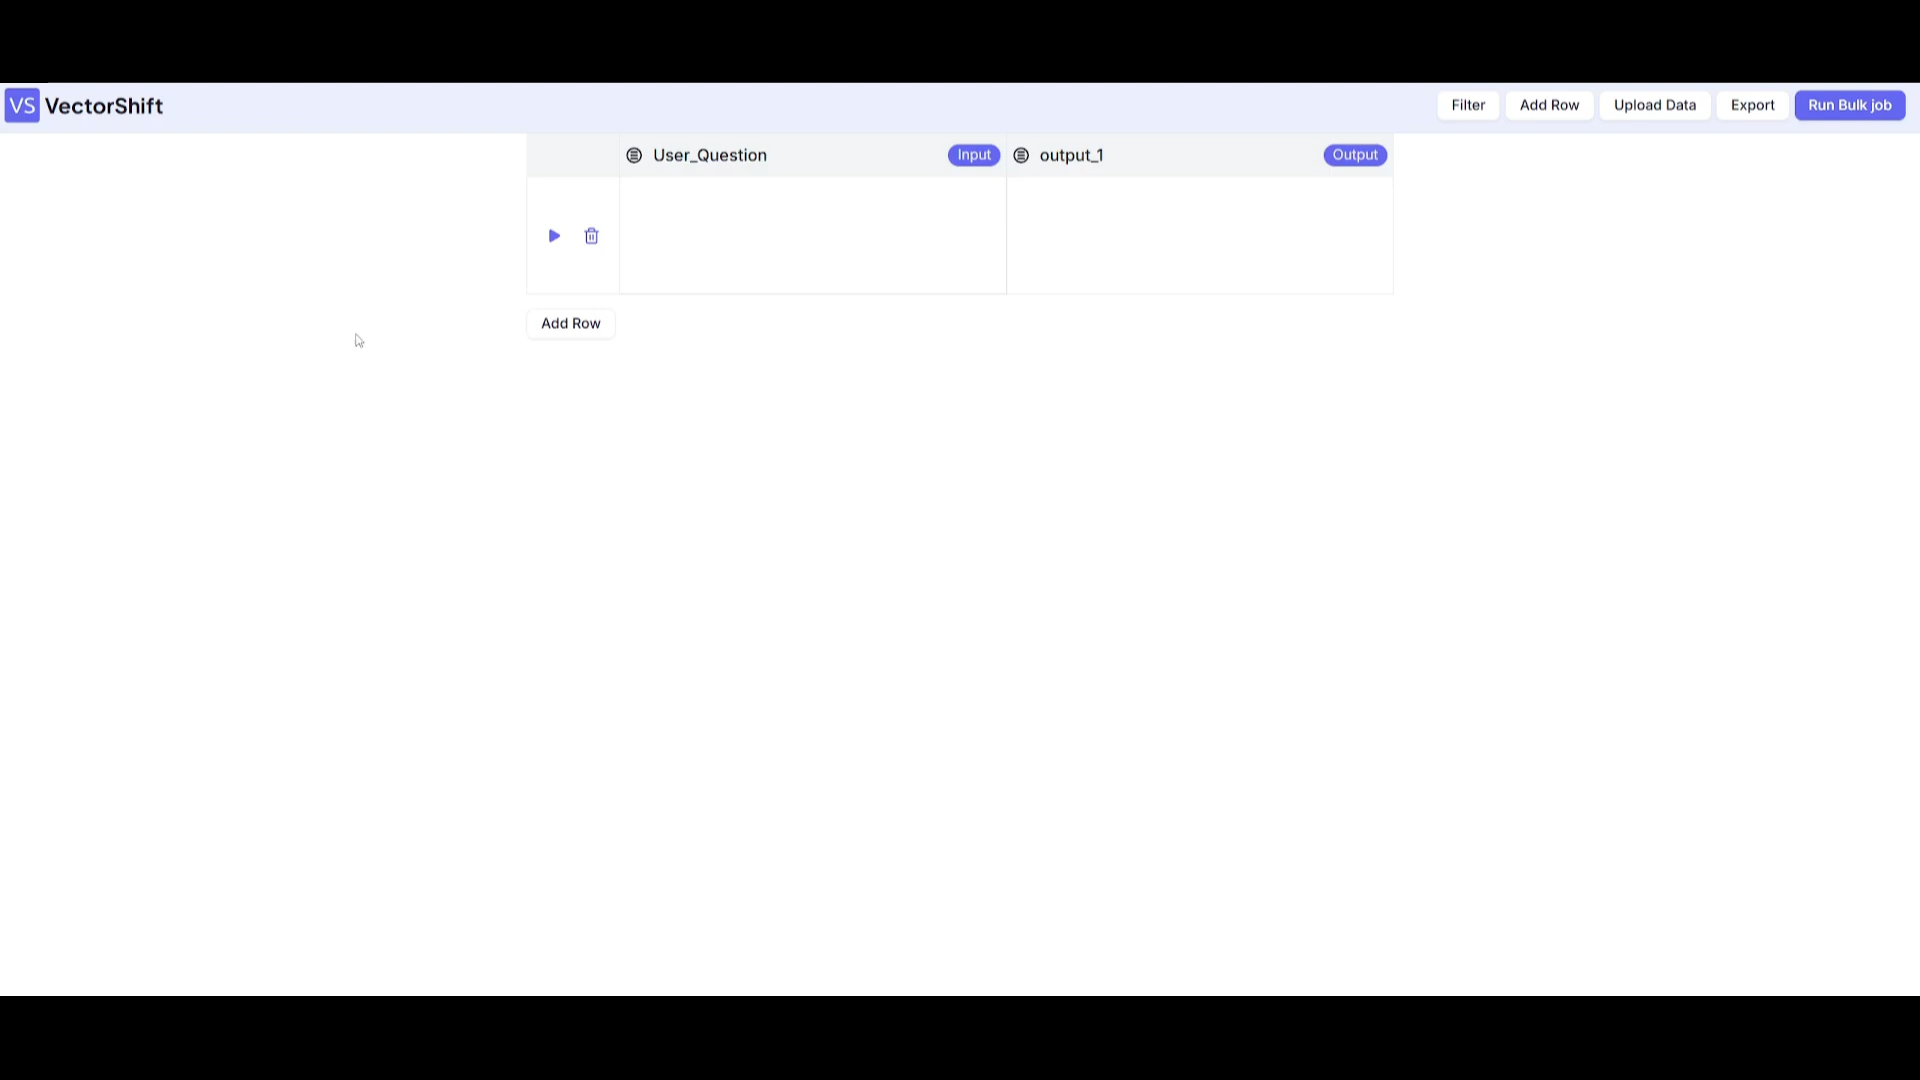 VS VectorShift
Filter Add Row Upload Data Export Run Bulk job
User_Question Input output_1 Output
Add Row